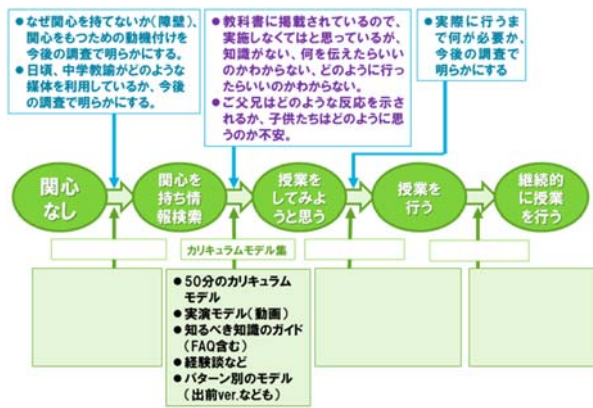 ●なぜ関心を持てないか（障壁）、
関心をもつための動機付けを
今後の調査で明らかにする。
●日頃、中学教諭がどのような
媒体を利用しているか、今後
の調査で明らかにする。
●教科書に掲載されているので、
実施しなくてはと思っているが、
知識がない、何を伝えたらいい
のかわからない、どのように行っ
たらいいのかわからない。
●ご父兄はどのような反応を示さ
れるか、子供たちはどのように思
うのか不安。
●実際に行うまで
何が必要か、
今後の調査で
明らかにする
関心
なし
関心を
持ち情
報検索
授業を
してみよ
うと思う
授業を
行う
継続的
に授業
を行う
カリキュラムモデル集
●50分のカリキュラム
モデル
●実演モデル（動画）
●知るべき知識のガイド
（FAQ含む）
●経験談など
●パターン別のモデル
（出前ver.なども）